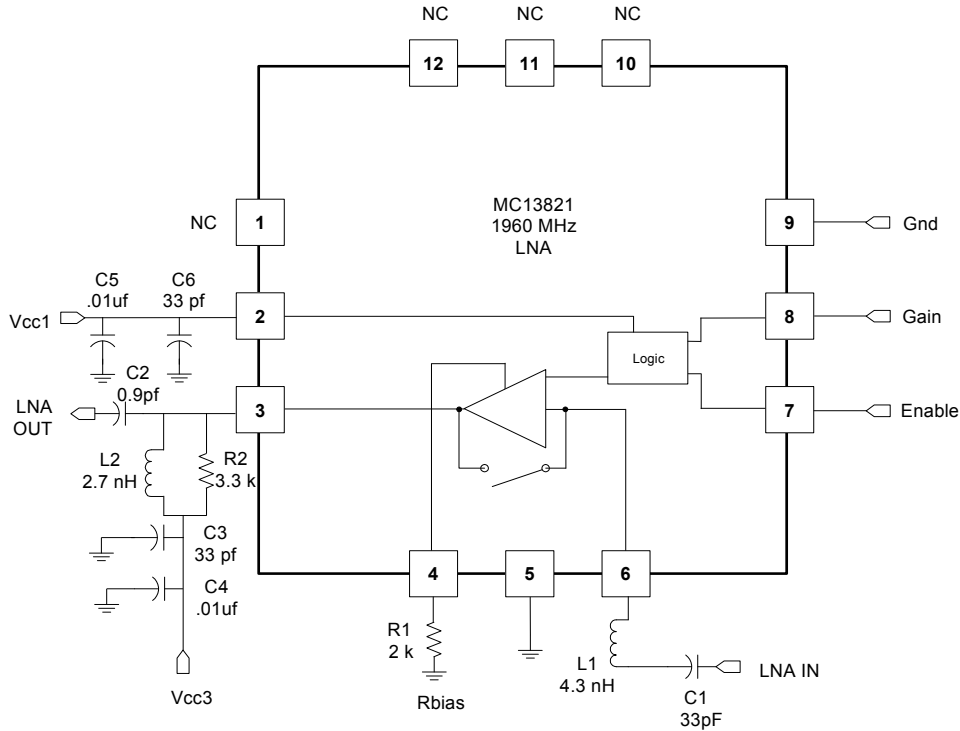 NC
NC
NC
12
11
10
NC
1
MC13821
1960 MHz
LNA
9
Gnd
C5
.01uf
C6
33 pf
Vcc1
2
8
Gain
Logic
C2
0.9pf
LNA
OUT
3
7
Enable
L2
2.7 nH
R2
3.3 k
C3
33 pf
C4
.01uf
4
5
6
R1
2 k
L1
4.3 nH
LNA IN
C1
33pF
Vcc3
Rbias